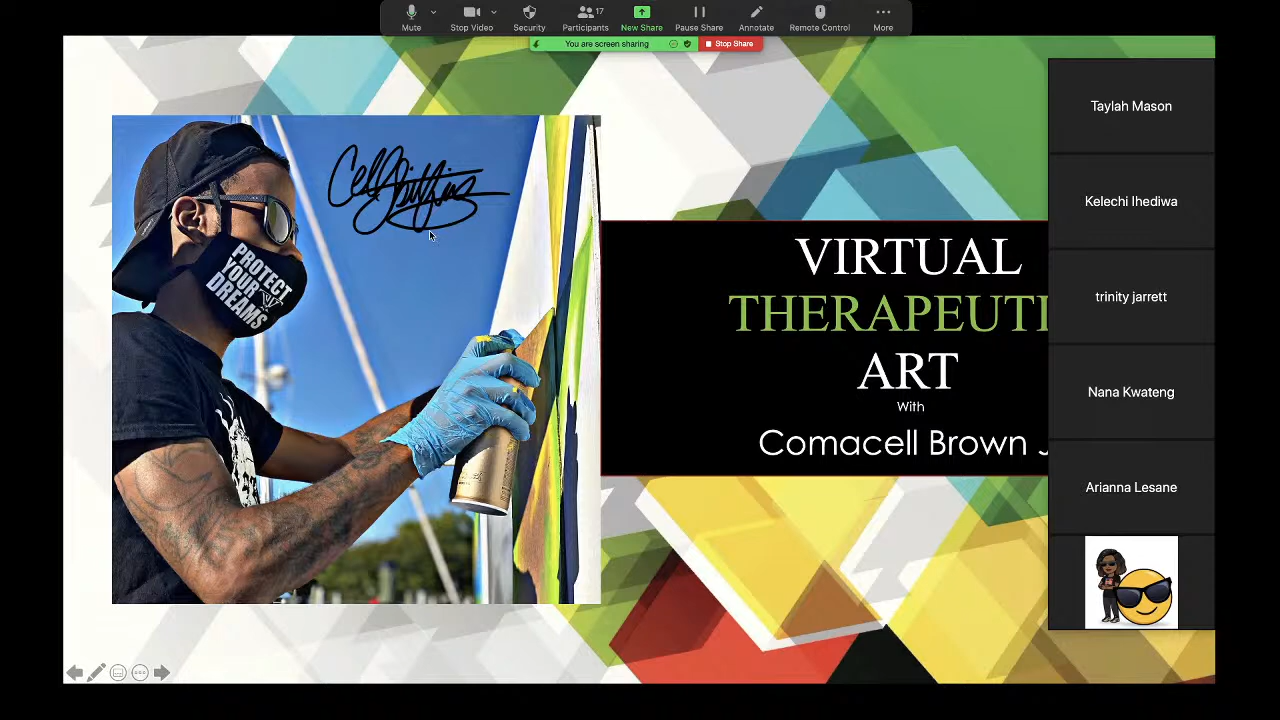 Mute
Stop Video
Security
Participants
17
New Share
Pause Share
Annotate
Remote Control
More
You are screen sharing
Stop Share
PROTECT
YOUR
DREAMS
VIRTUAL
THERAPEUTI
ART
With
Comacell Brown J
Taylah Mason
Kelechi Ihediwa
trinity jarrett
Nana Kwateng
Arianna Lesane